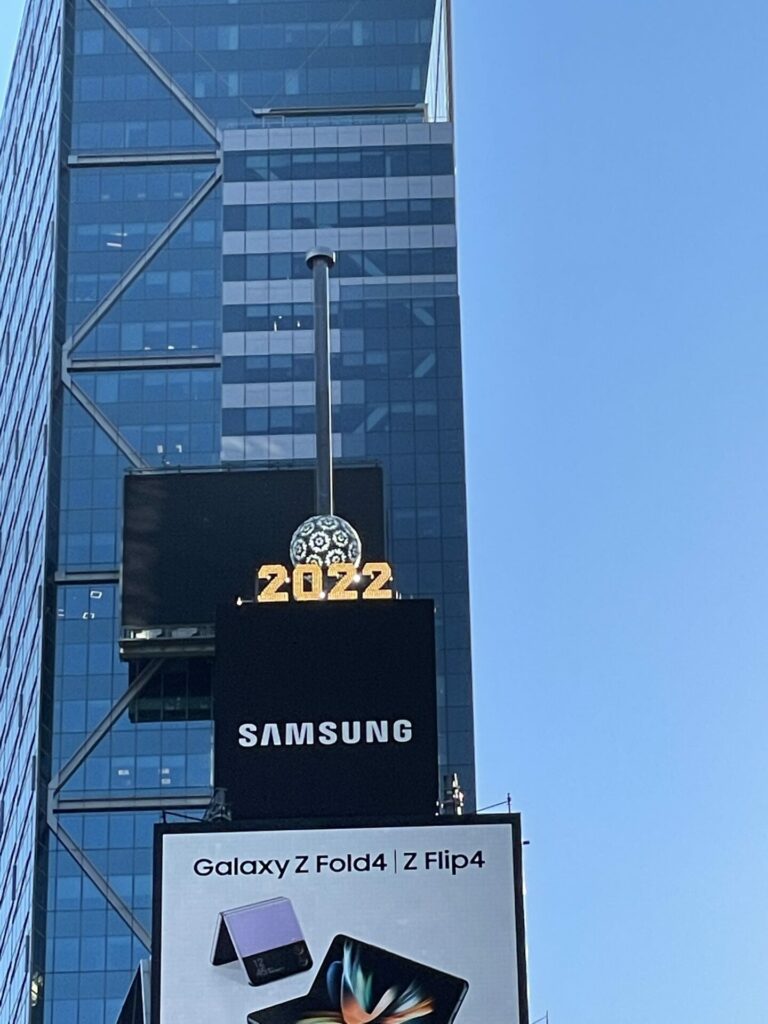 2022
SAMSUNG
Galaxy Z Fold4 | Z Flip4